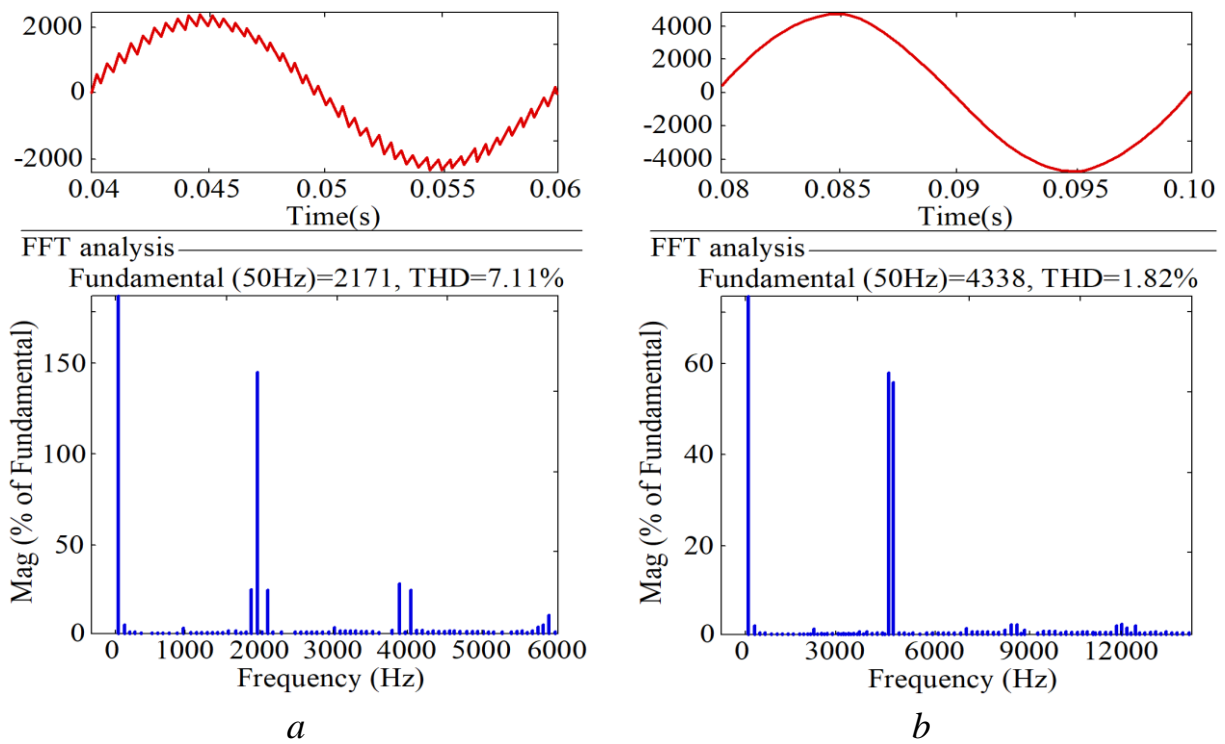 2000
0
-2000
0.04 0.045 0.05 0.055 0.06
Time(s)
FFT analysis
Fundamental (50Hz)=2171, THD=7.11%
Mag (% of Fundamental)
150
100
50
0
0 1000 2000 3000 4000 5000 6000
Frequency (Hz)
a
4000
2000
0
-2000
-4000
0.08 0.085 0.09 0.095 0.10
Time(s)
FFT analysis
Fundamental (50Hz)=4338, THD=1.82%
Mag (% of Fundamental)
60
40
20
0
0 3000 6000 9000 12000
Frequency (Hz)
b